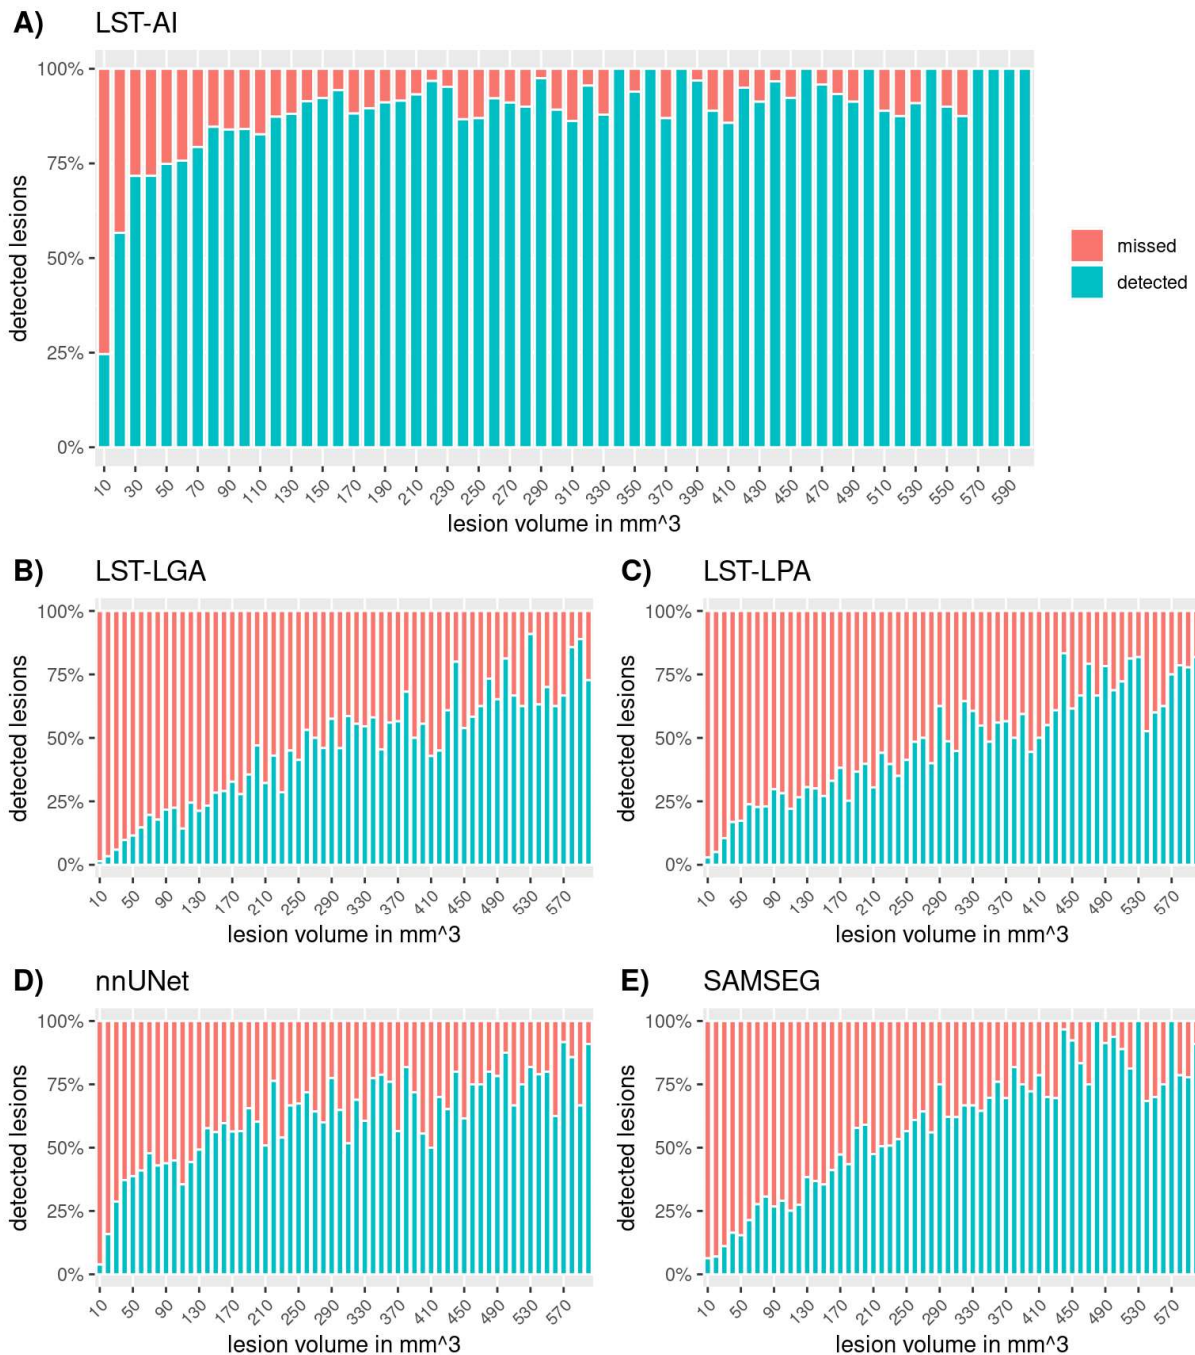 A) LST-AI
100%
75%
50%
25%
0%
detected lesions
10 30 50 70 90 110 130 150 170 190 210 230 250 270 290 310 330 350 370 390 410 430 450 470 490 510 530 550 570 590
lesion volume in mm^3
missed
detected
B) LST-LGA
100%
75%
50%
25%
0%
detected lesions
10 50 90 130 170 210 250 290 330 370 410 450 490 530 570
lesion volume in mm^3
C) LST-LPA
100%
75%
50%
25%
0%
detected lesions
10 50 90 130 170 210 250 290 330 370 410 450 490 530 570
lesion volume in mm^3
D) nnUNet
100%
75%
50%
25%
0%
detected lesions
10 50 90 130 170 210 250 290 330 370 410 450 490 530 570
lesion volume in mm^3
E) SAMSEG
100%
75%
50%
25%
0%
detected lesions
10 50 90 130 170 210 250 290 330 370 410 450 490 530 570
lesion volume in mm^3